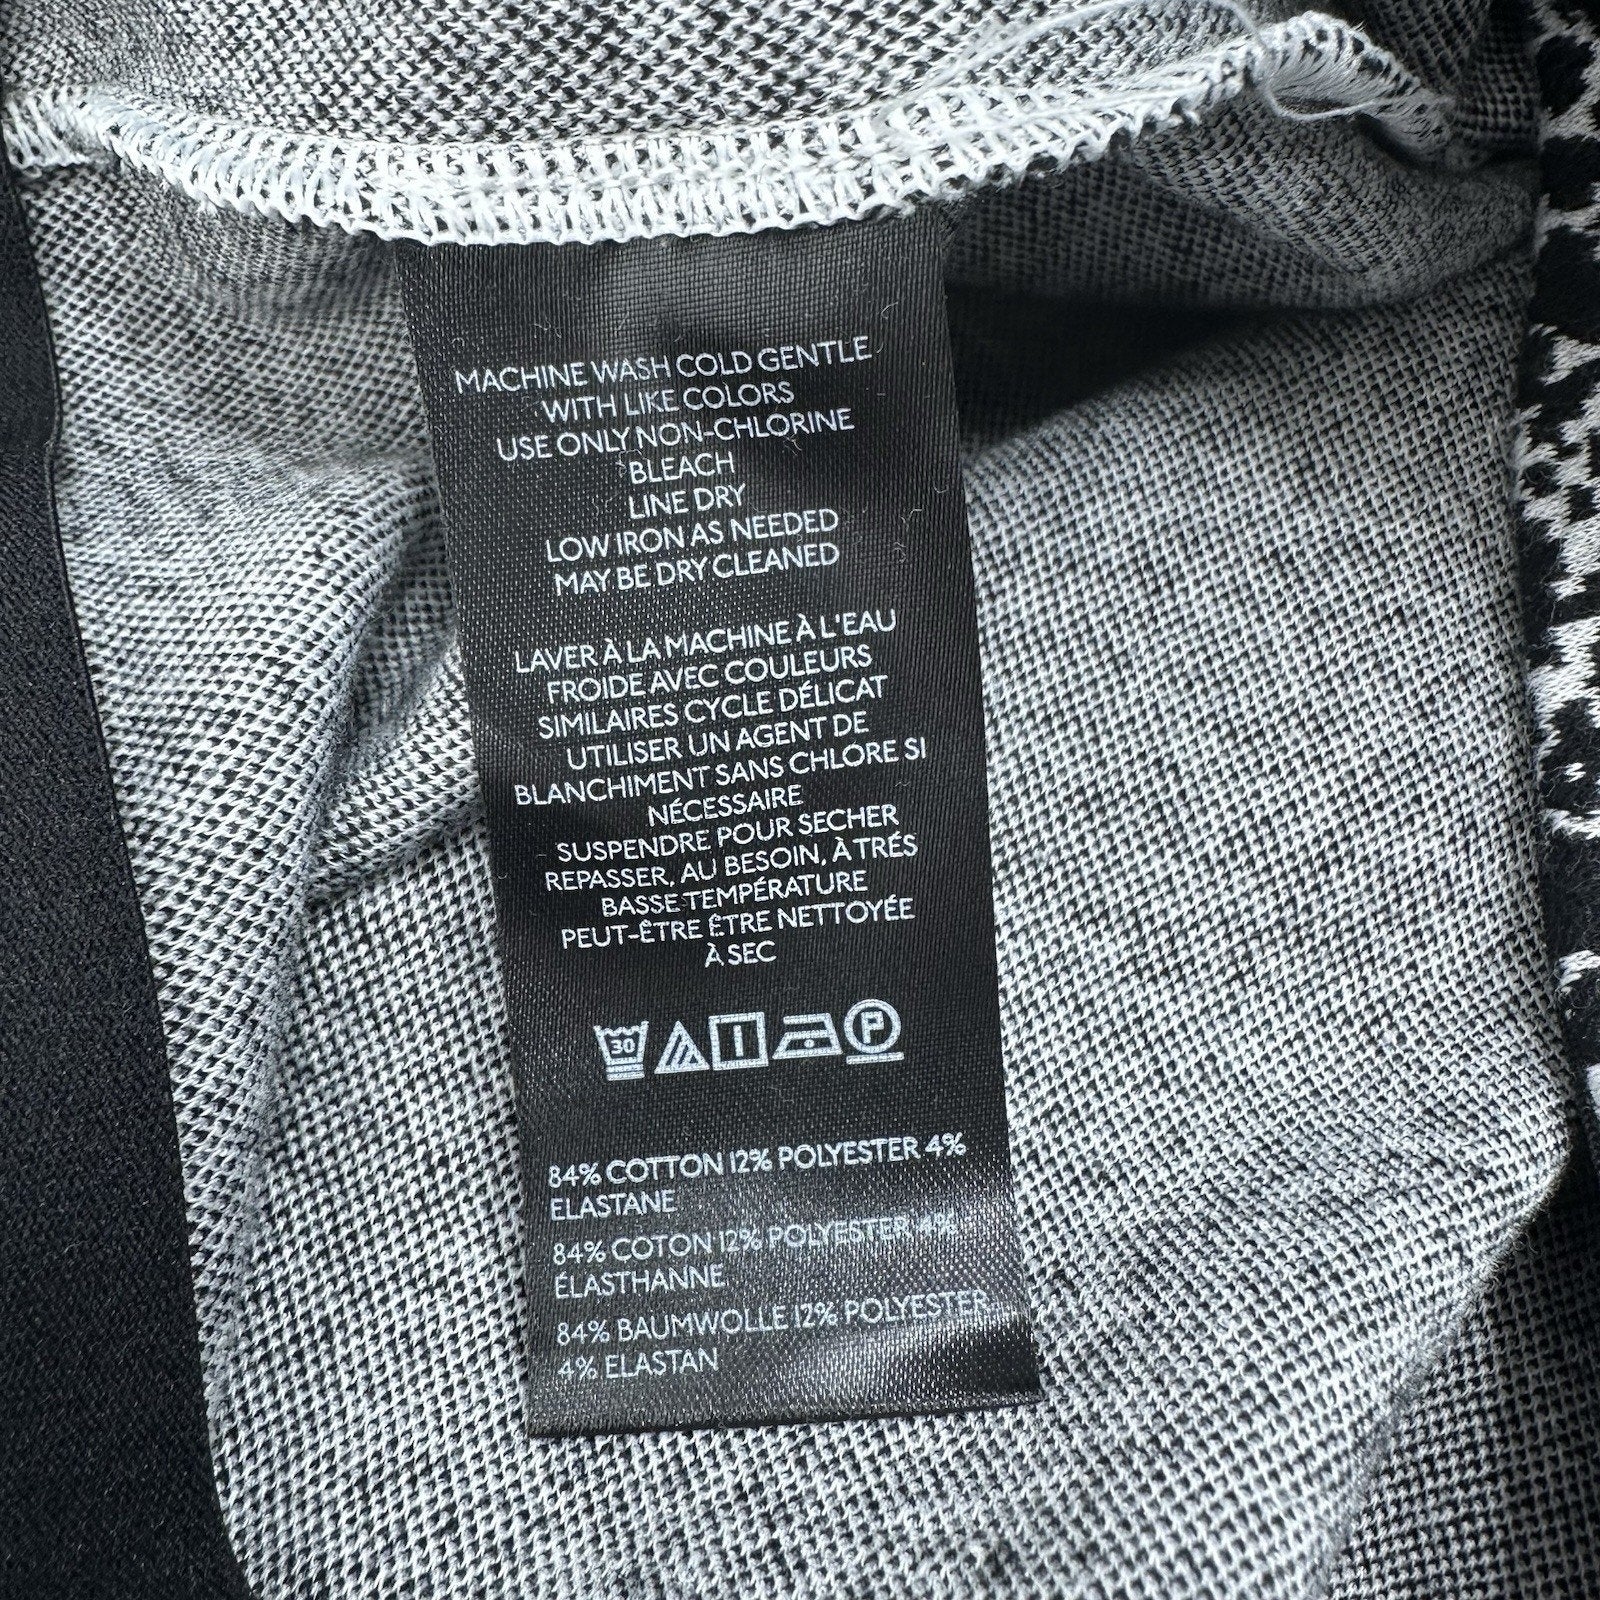 MACHINE WASH COLD GENTLE
WITH LIKE COLORS
USE ONLY NON-CHLORINE
BLEACH
LINE DRY
LOW IRON AS NEEDED
MAY BE DRY CLEANED
LAVER À LA MACHINE À L'EAU
FROIDE AVEC COULEURS
SIMILAIRES CYCLE DÉLICAT
UTILISER UN AGENT DE
BLANCHIMENT SANS CHLORE SI
NÉCESSAIRE
SUSPENDRE POUR SECHER
REPASSER, AU BESOIN, À TRÉS
BASSE TEMPÉRATURE
PEUT-ÊTRE ÊTRE NETTOYÉE
À SEC
30 P
84% COTTON 12% POLYESTER 4%
ELASTANE
84% COTON 12% POLYESTER 4%
ÉLASTHANNE
84% BAUMWOLLE 12% POLYESTER
4% ELASTAN